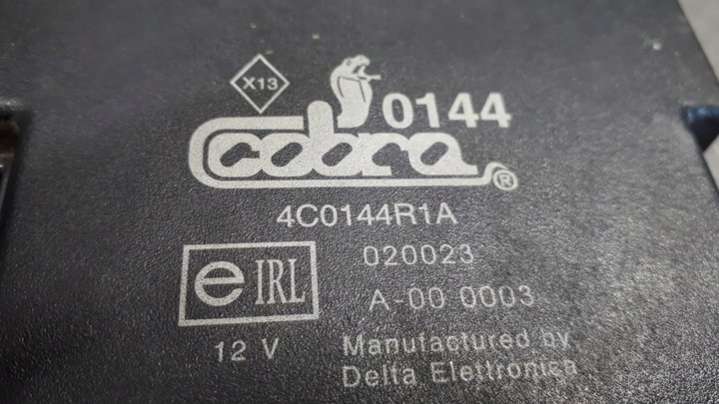 X13
0144
cobra ®
4C0144R1A
e IRL
020023
A-00 0003
12 V
Manufactured by
Delta Elettronica